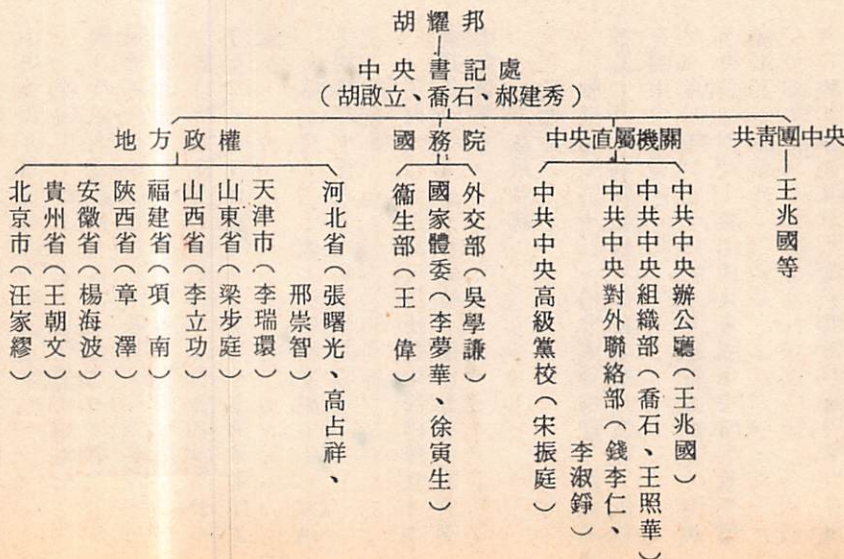 胡耀邦
中央書記處
（胡啟立、喬石、郝建秀）
共靑團中央
王兆國等
中央直屬機關
中共中央辦公廳（王兆國）
中共中央組織部（喬石、王照華）
中共中央對外聯絡部（錢李仁、
李淑錚）
中共中央高級黨校（宋振庭）
國務院
外交部（吳學謙）
國家體委（李夢華、徐寅生）
衞生部（王　偉）
地方政權
河北省（張曙光、高占祥、
邢崇智）
天津市（李瑞環）
山東省（梁步庭）
山西省（李立功）
福建省（項　南）
陝西省（章　澤）
安徽省（楊海波）
貴州省（王朝文）
北京市（汪家繆）